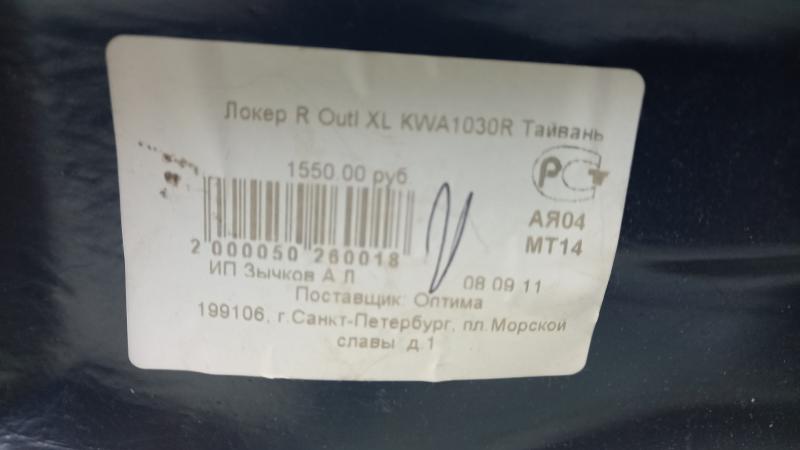 Локер R Outl XL KWA1030R Тайвань
1550.00 руб
РСТ
АЯ04
МТ14
2 000050 260018
ИП Зычков А Л
08 09 11
Поставщик: Оптима
199106, г.Санкт-Петербург, пл.Морской
славы д.1